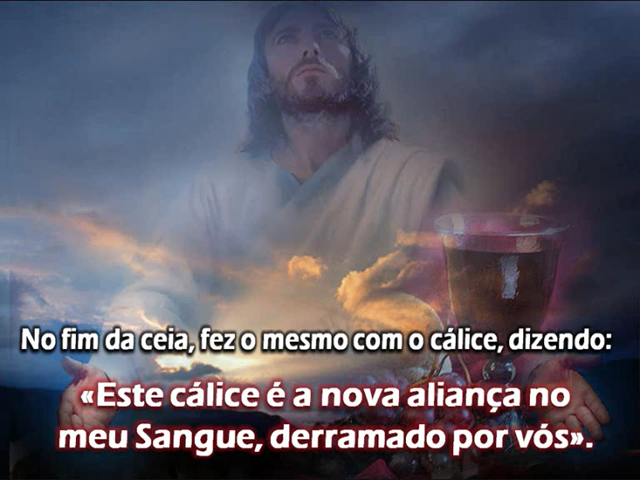 No fim da ceia, fez o mesmo com o cálice, dizendo:
«Este cálice é a nova aliança no
meu Sangue, derramado por vós».